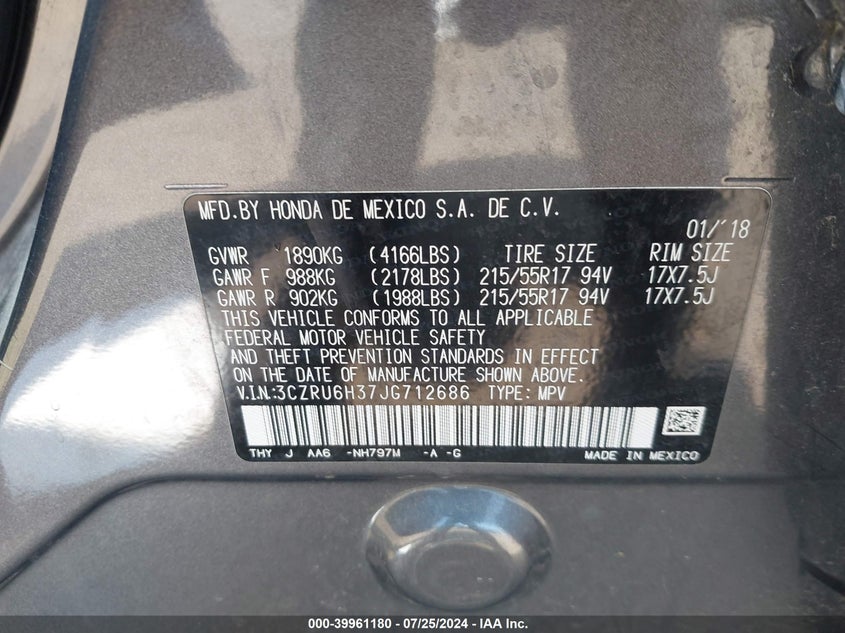 MFD.BY HONDA DE MEXICO S.A. DE C.V.
01/'18
GVWR 1890KG (4166LBS) TIRE SIZE RIM SIZE
GAWR F 988KG (2178LBS) 215/55R17 94V 17X7.5J
GAWR R 902KG (1988LBS) 215/55R17 94V 17X7.5J
THIS VEHICLE CONFORMS TO ALL APPLICABLE
FEDERAL MOTOR VEHICLE SAFETY
AND THEFT PREVENTION STANDARDS IN EFFECT
ON THE DATE OF MANUFACTURE SHOWN ABOVE.
V.I.N:3CZRU6H37JG712686 TYPE: MPV
THY J AA6 -NH797M -A -G MADE IN MEXICO
000-39961180 - 07/25/2024 - IAA Inc.